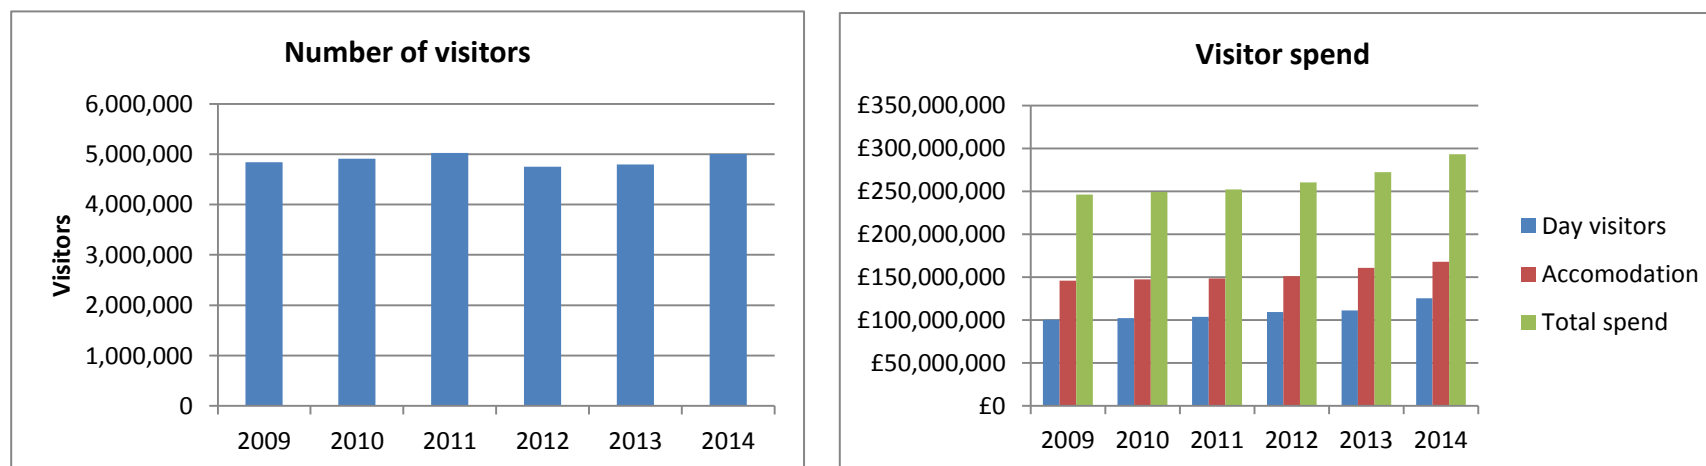 Number of visitors
6,000,000
5,000,000
4,000,000
3,000,000
2,000,000
1,000,000
0
Visitors
2009 2010 2011 2012 2013 2014
Visitor spend
£350,000,000
£300,000,000
£250,000,000
£200,000,000
£150,000,000
£100,000,000
£50,000,000
£0
2009 2010 2011 2012 2013 2014
Day visitors
Accomodation
Total spend